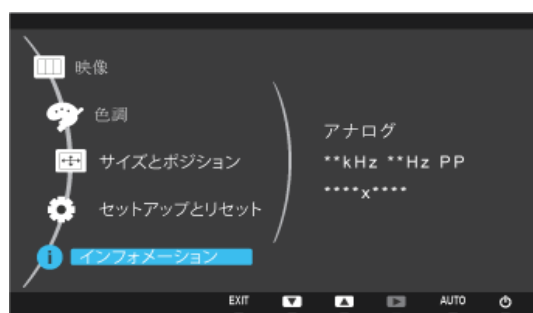 映像
色調
サイズとポジション
セットアップとリセット
インフォメーション
アナログ
**kHz **Hz PP
****x****
EXIT
AUTO